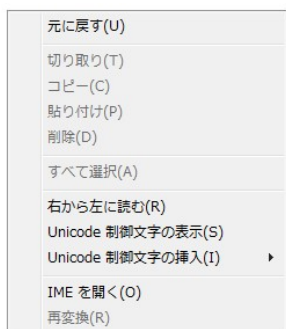 元に戻す(U)
切り取り(T)
コピー(C)
貼り付け(P)
削除(D)
すべて選択(A)
右から左に読む(R)
Unicode 制御文字の表示(S)
Unicode 制御文字の挿入(I)
IME を開く(O)
再変換(R)